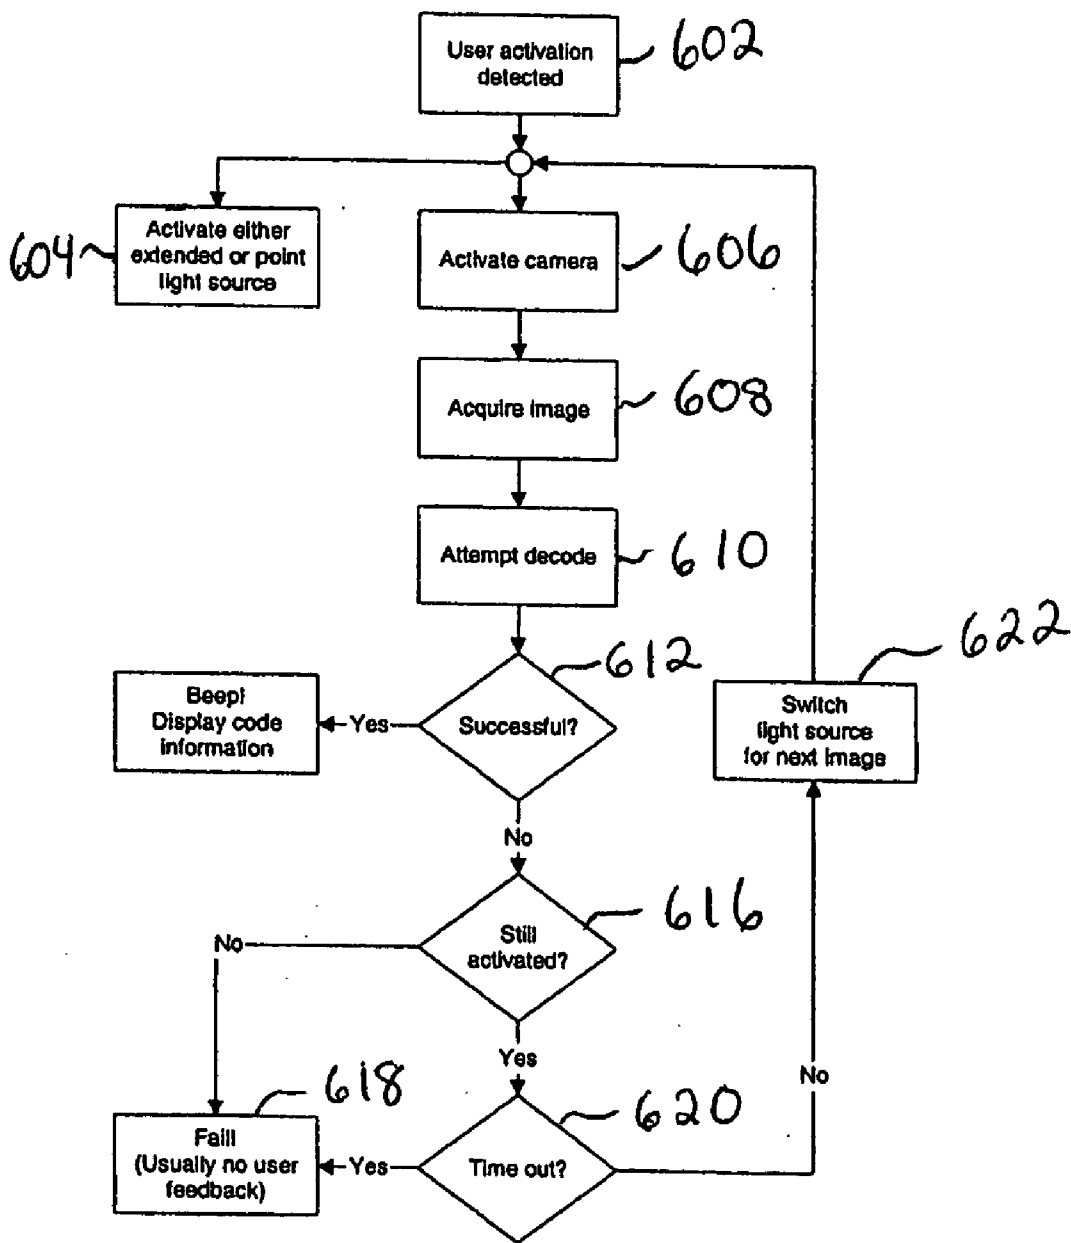 User activation
detected
602
Activate either
extended or point
light source
604
Activate camera
606
Acquire image
608
Attempt decode
610
612
622
Beep!
Display code
information
Yes
Successful?
Switch
light source
for next image
No
616
Still
activated?
No
Yes
No
618
620
Fail!
(Usually no user
feedback)
Yes
Time out?